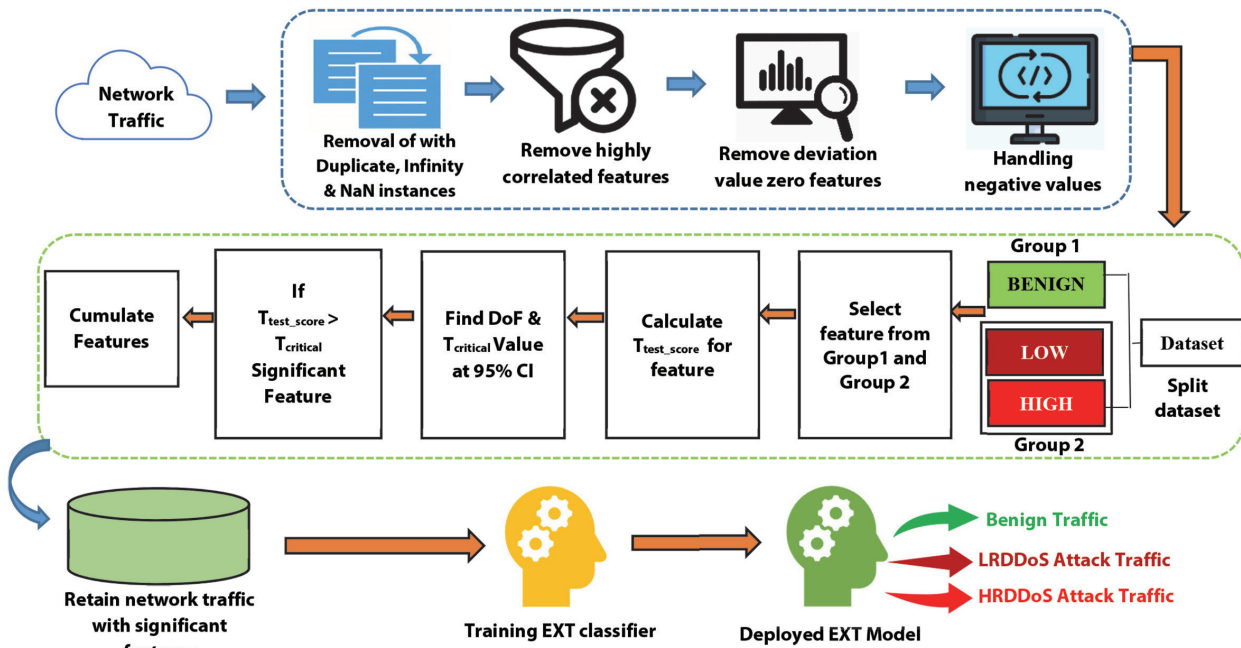 Network
Traffic
Removal of with
Duplicate, Infinity
& NaN instances
Remove highly
correlated features
Remove deviation
value zero features
</>
Handling
negative values
Cumulate
Features
If
Ttest_score >
Tcritical
Significant
Feature
Find DoF &
Tcritical Value
at 95% CI
Calculate
Ttest_score for
feature
Select
feature from
Group1 and
Group 2
Group 1
BENIGN
LOW
HIGH
Group 2
Dataset
Split
dataset
Retain network traffic
with significant
Training EXT classifier
Deployed EXT Model
Benign Traffic
LRDDoS Attack Traffic
HRDDoS Attack Traffic